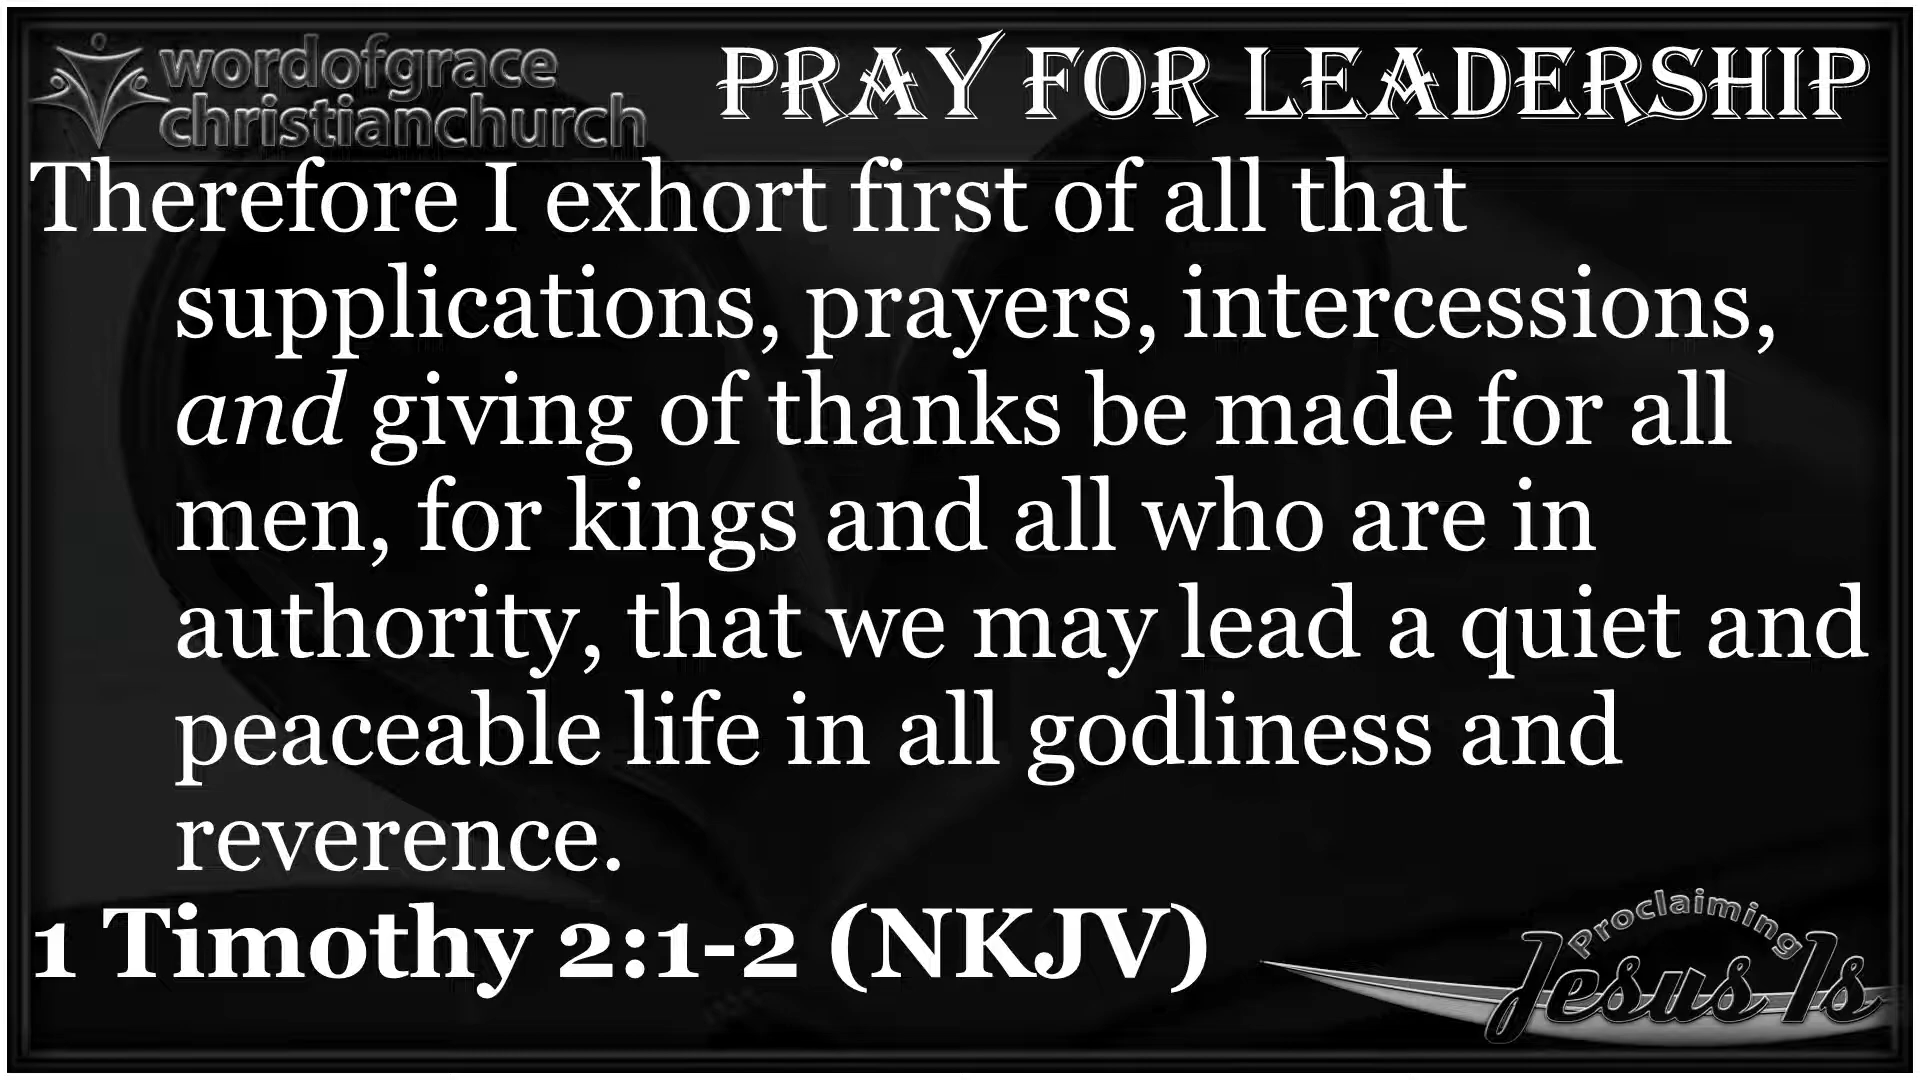 wordofgrace
christianchurch
PRAY FOR LEADERSHIP
Therefore I exhort first of all that
supplications, prayers, intercessions,
and giving of thanks be made for all
men, for kings and all who are in
authority, that we may lead a quiet and
peaceable life in all godliness and
reverence.
1 Timothy 2:1-2 (NKJV)
Proclaiming
Jesus Is